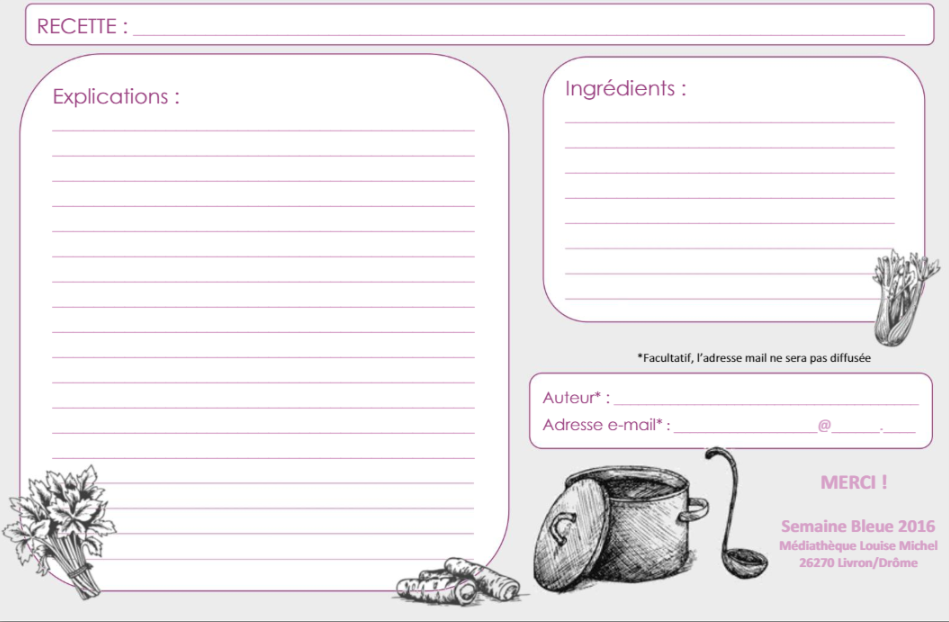 RECETTE :
Explications :
Ingrédients :
*Facultatif, l'adresse mail ne sera pas diffusée
Auteur* :
Adresse e-mail* : @ .
MERCI !
Semaine Bleue 2016
Médiathèque Louise Michel
26270 Livron/Drôme